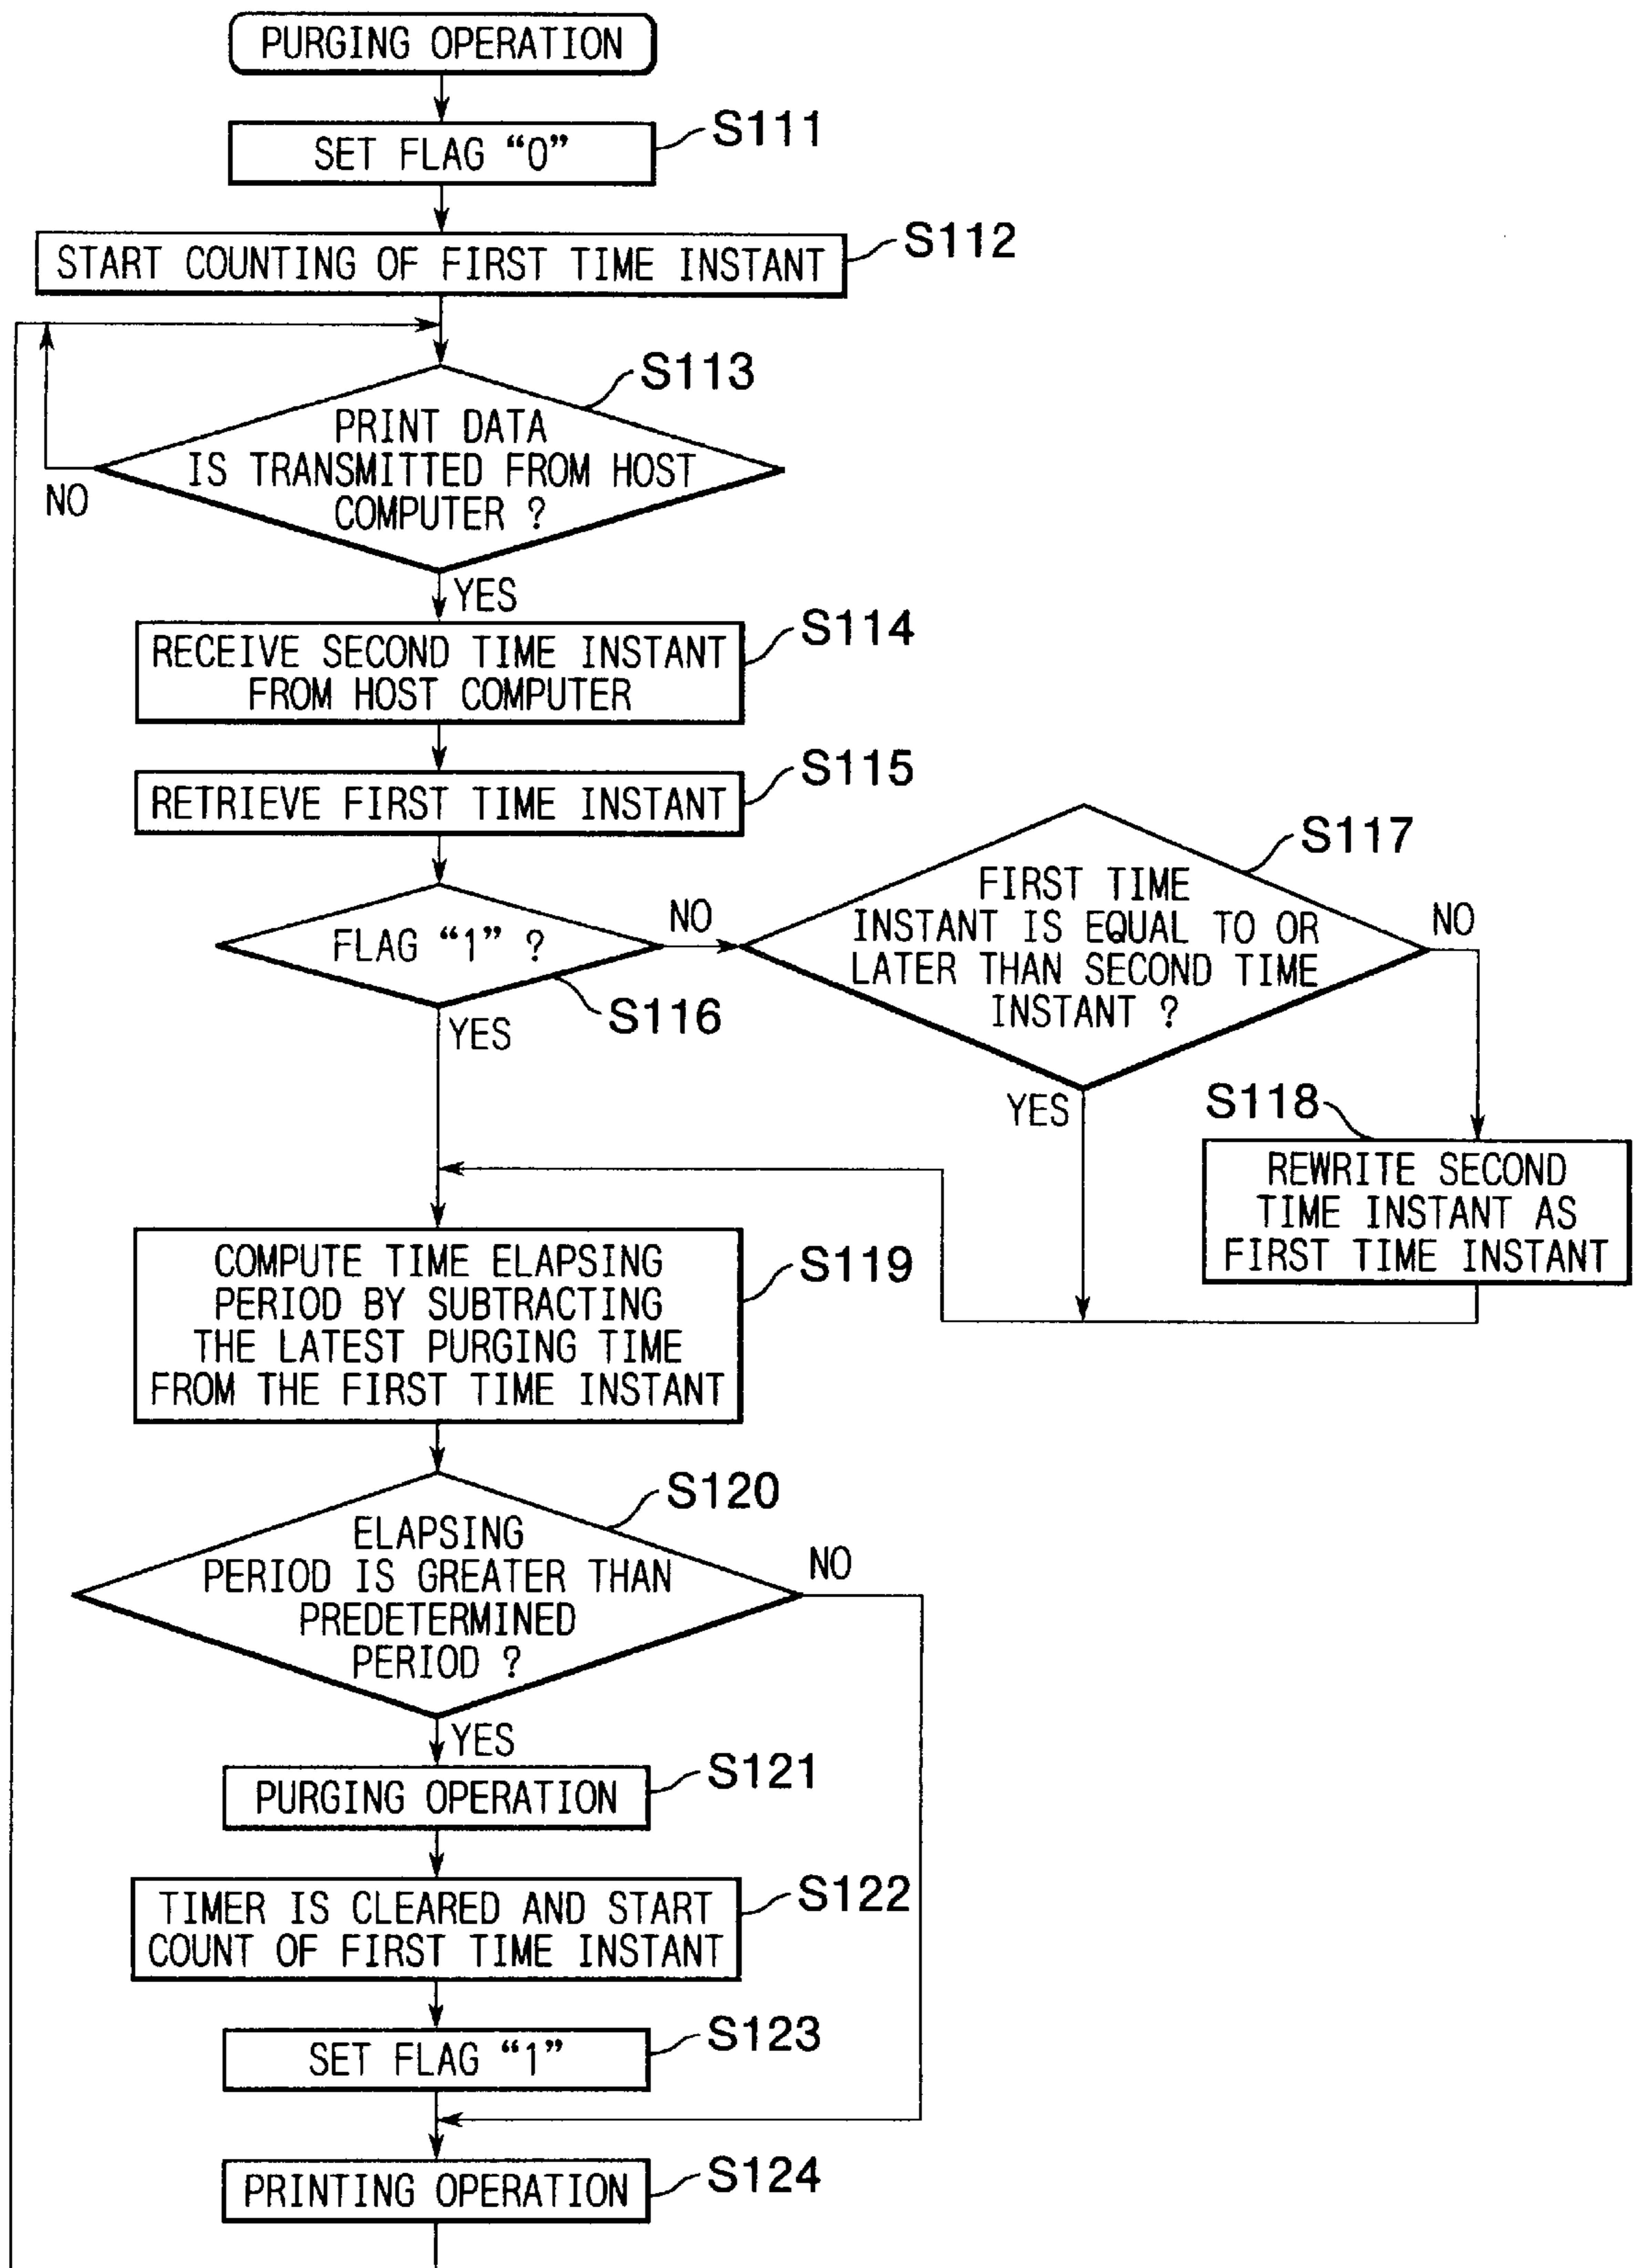 PURGING OPERATION
S111
SET FLAG “0”
S112
START COUNTING OF FIRST TIME INSTANT
S113
PRINT DATA
IS TRANSMITTED FROM HOST
COMPUTER ?
NO
YES
S114
RECEIVE SECOND TIME INSTANT
FROM HOST COMPUTER
S115
RETRIEVE FIRST TIME INSTANT
FLAG “1” ?
S116
NO
YES
S117
FIRST TIME
INSTANT IS EQUAL TO OR
LATER THAN SECOND TIME
INSTANT ?
NO
YES
S118
REWRITE SECOND
TIME INSTANT AS
FIRST TIME INSTANT
S119
COMPUTE TIME ELAPSING
PERIOD BY SUBTRACTING
THE LATEST PURGING TIME
FROM THE FIRST TIME INSTANT
S120
ELAPSING
PERIOD IS GREATER THAN
PREDETERMINED
PERIOD ?
NO
YES
S121
PURGING OPERATION
S122
TIMER IS CLEARED AND START
COUNT OF FIRST TIME INSTANT
S123
SET FLAG “1”
S124
PRINTING OPERATION